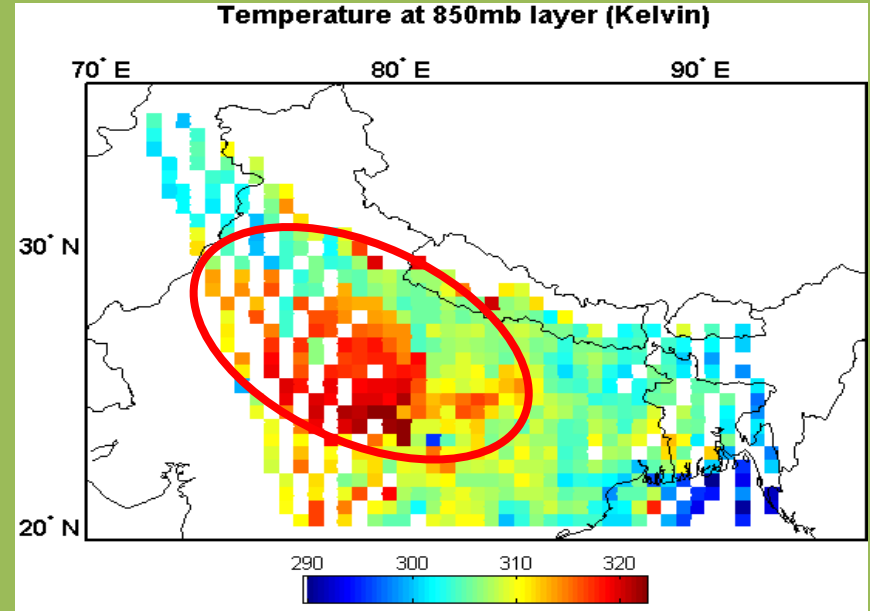 Temperature at 850mb layer (Kelvin)
70° E 80° E 90° E
30° N
20° N
290 300 310 320